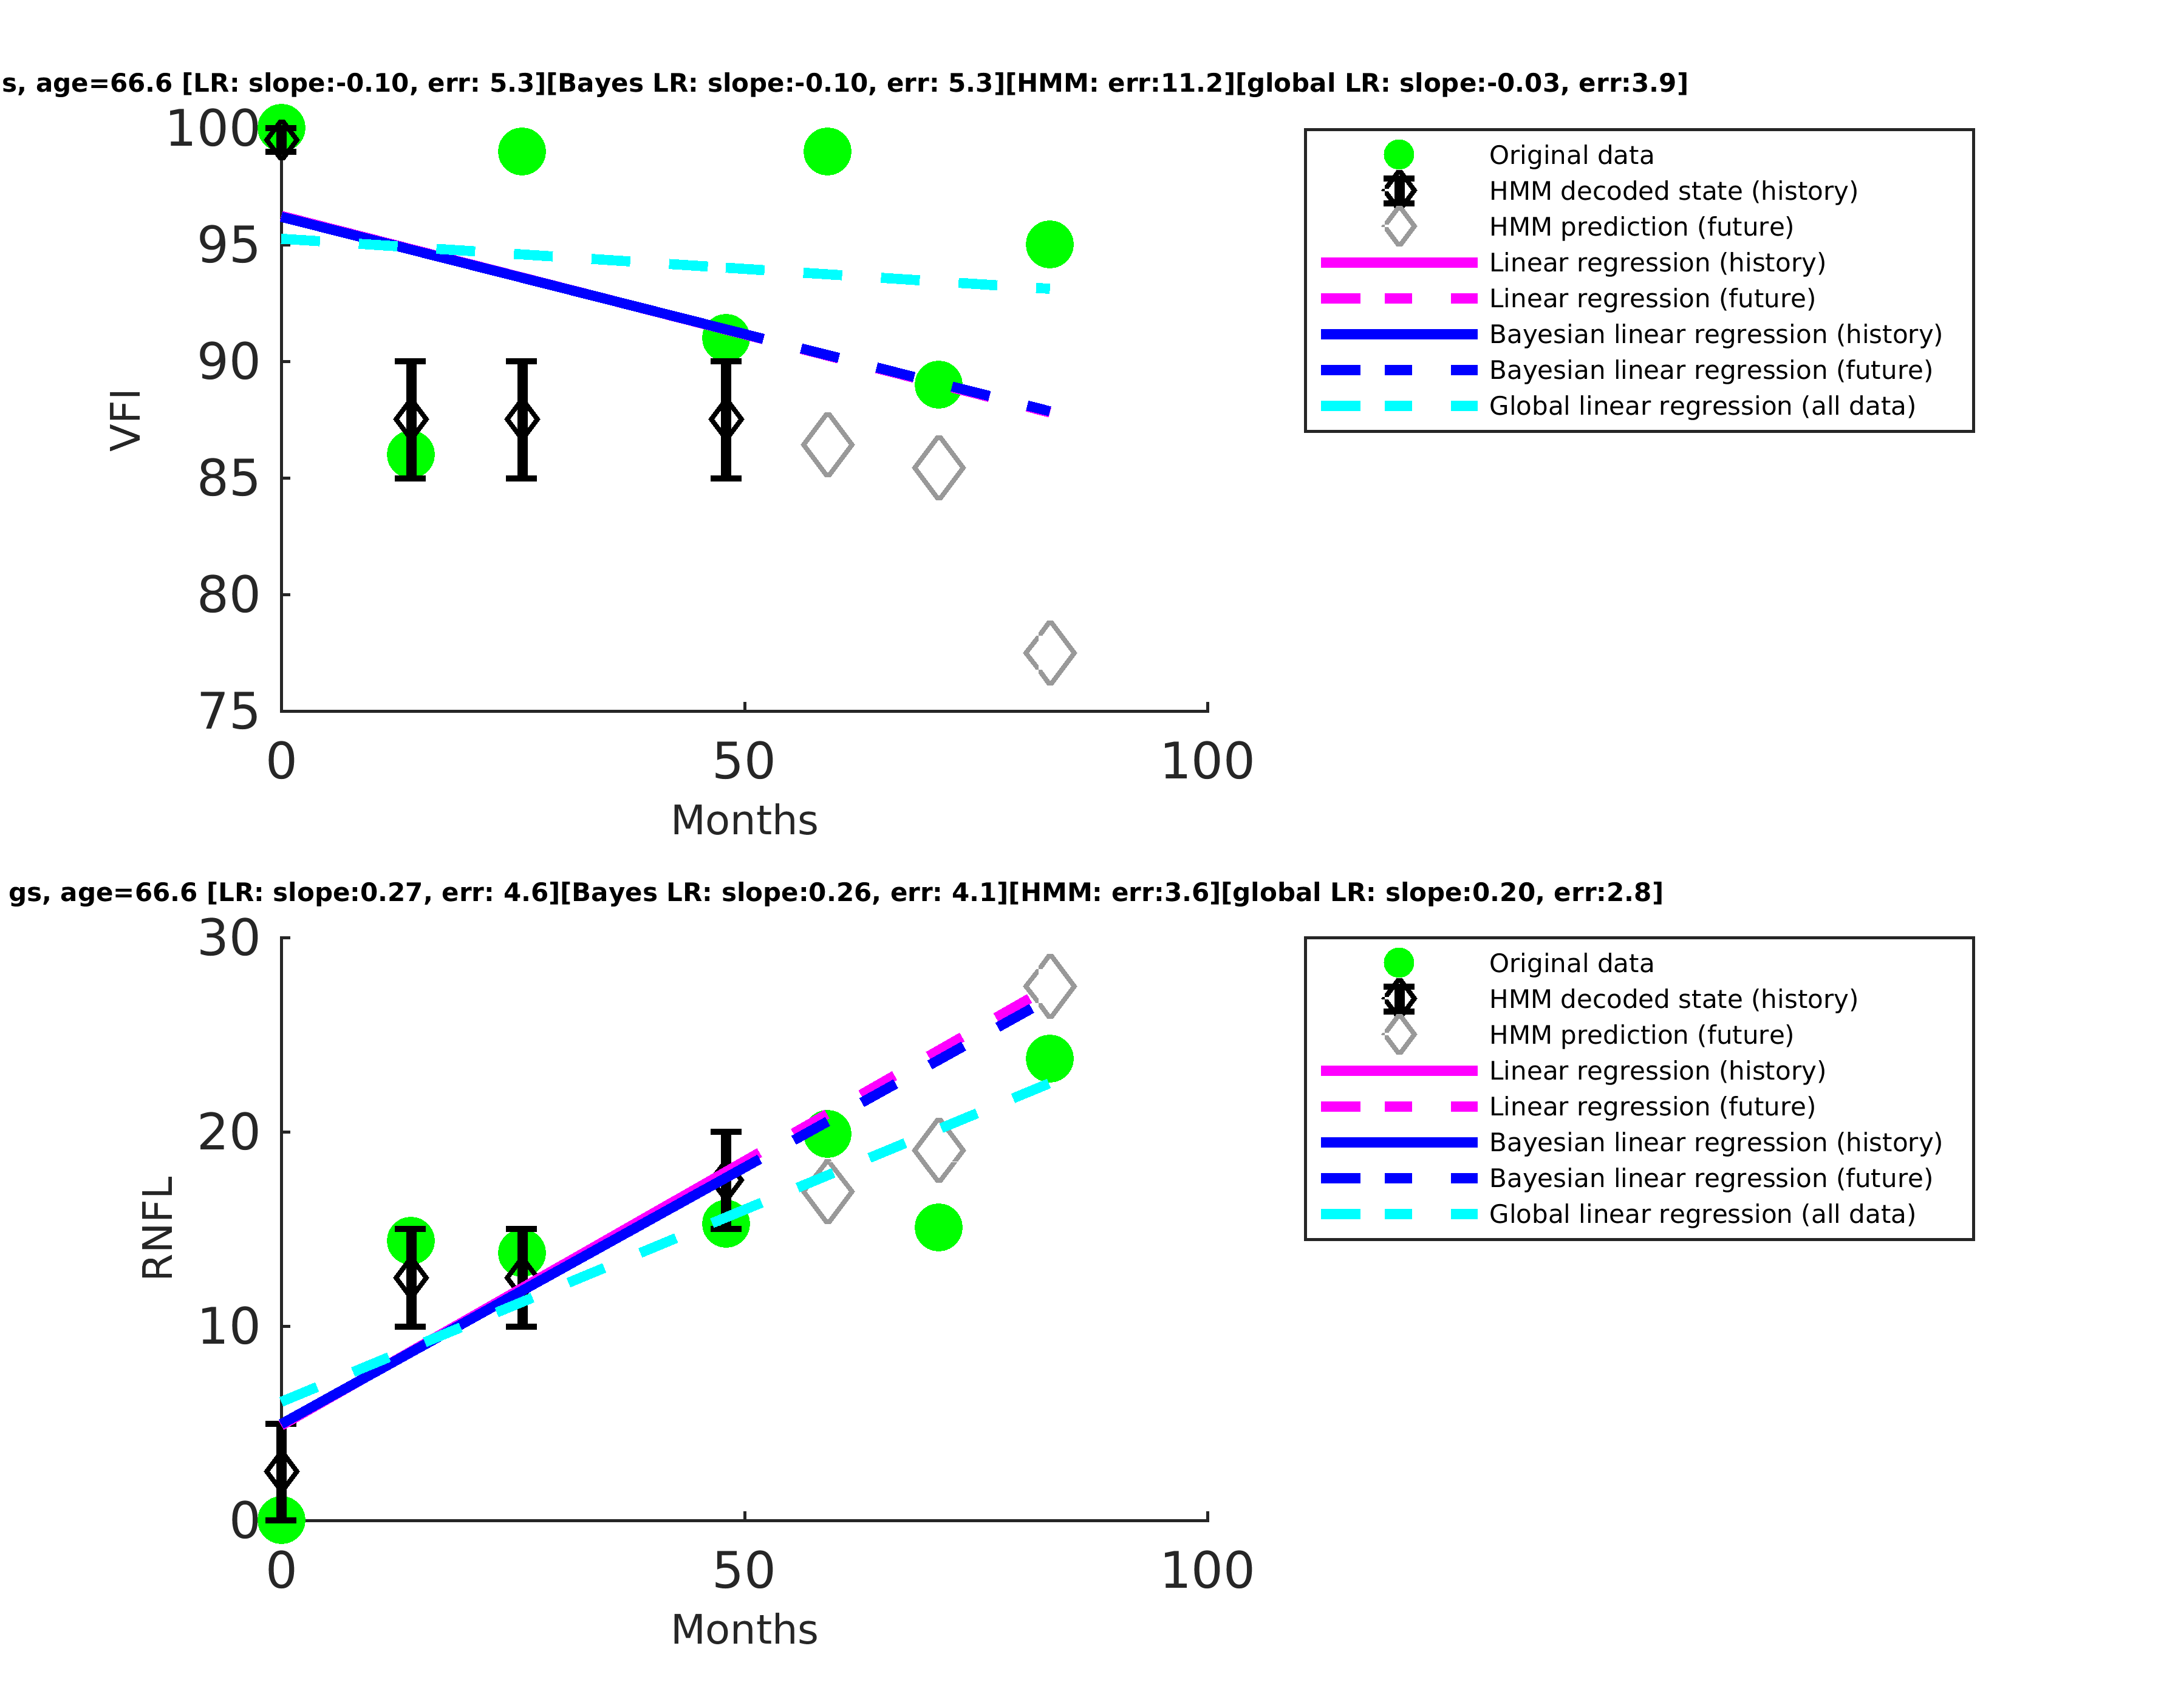 s, age=66.6 [LR: slope:-0.10, err: 5.3][Bayes LR: slope:-0.10, err: 5.3][HMM: err:11.2][global LR: slope:-0.03, err:3.9]
100
95
90
85
80
75
VFI
0 50 100
Months
Original data
HMM decoded state (history)
HMM prediction (future)
Linear regression (history)
Linear regression (future)
Bayesian linear regression (history)
Bayesian linear regression (future)
Global linear regression (all data)
gs, age=66.6 [LR: slope:0.27, err: 4.6][Bayes LR: slope:0.26, err: 4.1][HMM: err:3.6][global LR: slope:0.20, err:2.8]
30
20
10
0
RNFL
0 50 100
Months
Original data
HMM decoded state (history)
HMM prediction (future)
Linear regression (history)
Linear regression (future)
Bayesian linear regression (history)
Bayesian linear regression (future)
Global linear regression (all data)